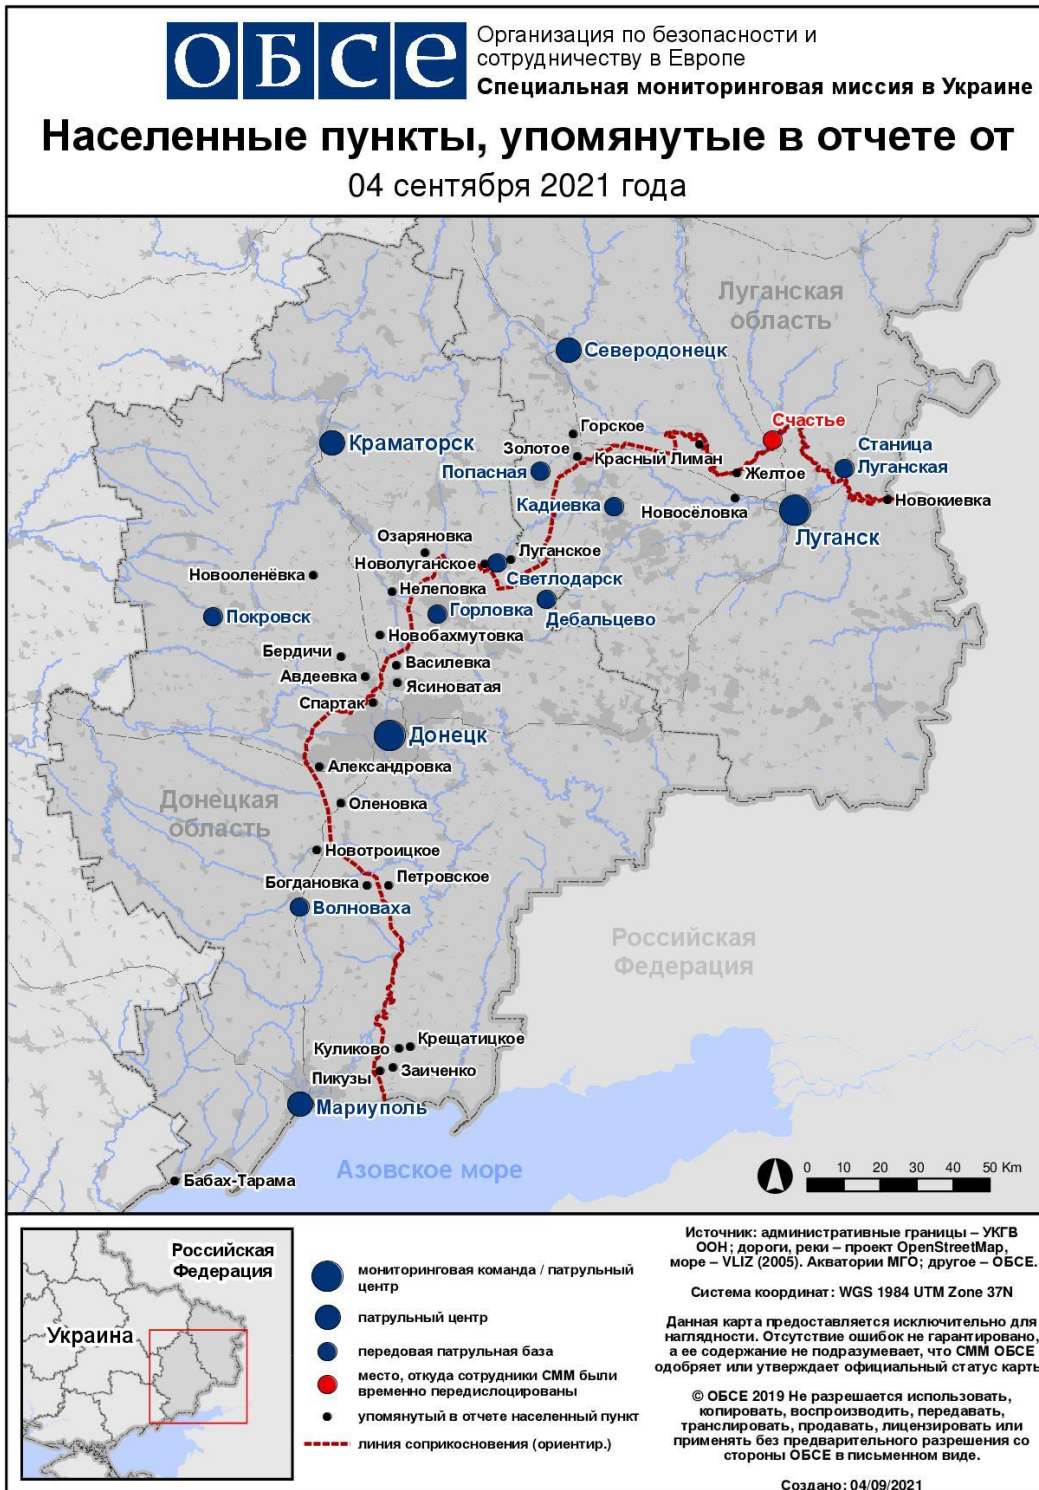 ОБСЕ
Организация по безопасности и
сотрудничеству в Европе
Специальная мониторинговая миссия в Украине
Населенные пункты, упомянутые в отчете от
04 сентября 2021 года
Луганская
область
Северодонецк
Счастье
Горское
Краматорск
Золотое
Красный Лиман
Станица
Луганская
Попасная
Желтое
Кадиевка
Новосёловка
Новокиевка
Луганск
Озаряновка
Новолуганское
Луганское
Светлодарск
Новооленёвка
Нелеповка
Покровск
Горловка
Дебальцево
Новобахмутовка
Бердичи
Василевка
Авдеевка
Ясиноватая
Спартак
Донецк
Александровка
Донецкая
область
Оленовка
Новотроицкое
Богдановка
Петровское
Волноваха
Российская
Федерация
Крещатицкое
Куликово
Пикузы
Заиченко
Мариуполь
Азовское море
Бабах-Тарама
0 10 20 30 40 50 Km
Российская
Федерация
Украина
мониторинговая команда / патрульный
центр
патрульный центр
передовая патрульная база
место, откуда сотрудники СММ были
временно передислоцированы
упомянутый в отчете населенный пункт
линия соприкосновения (ориентир.)
Источник: административные границы – УКГВ
ООН; дороги, реки – проект OpenStreetMap,
море – VLIZ (2005). Акватории МГО; другое – ОБСЕ.
Система координат: WGS 1984 UTM Zone 37N
Данная карта предоставляется исключительно для
наглядности. Отсутствие ошибок не гарантировано,
а ее содержание не подразумевает, что СММ ОБСЕ
одобряет или утверждает официальный статус карты
© ОБСЕ 2019 Не разрешается использовать,
копировать, воспроизводить, передавать,
транслировать, продавать, лицензировать или
применять без предварительного разрешения со
стороны ОБСЕ в письменном виде.
Создано: 04/09/2021